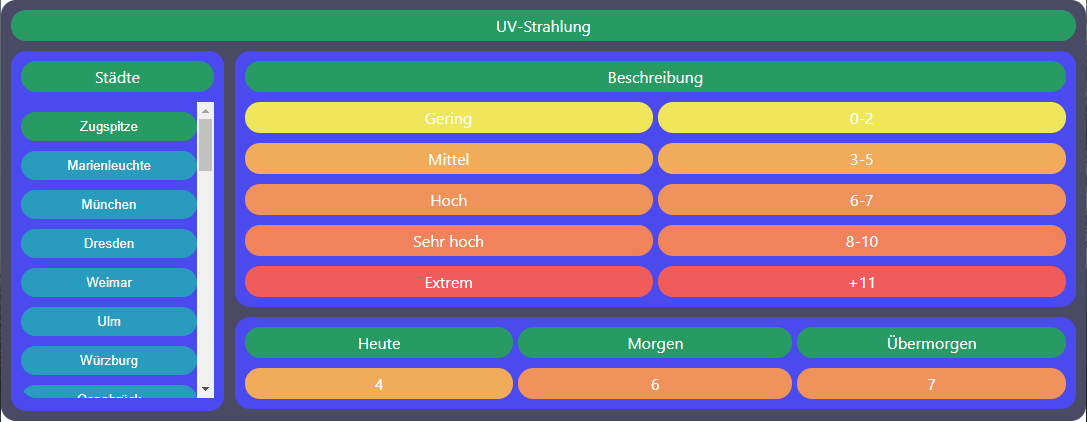 UV-Strahlung
Städte
Zugspitze
Marienleuchte
München
Dresden
Weimar
Ulm
Würzburg
Osnabrück
Beschreibung
Gering 0-2
Mittel 3-5
Hoch 6-7
Sehr hoch 8-10
Extrem +11
Heute Morgen Übermorgen
4 6 7